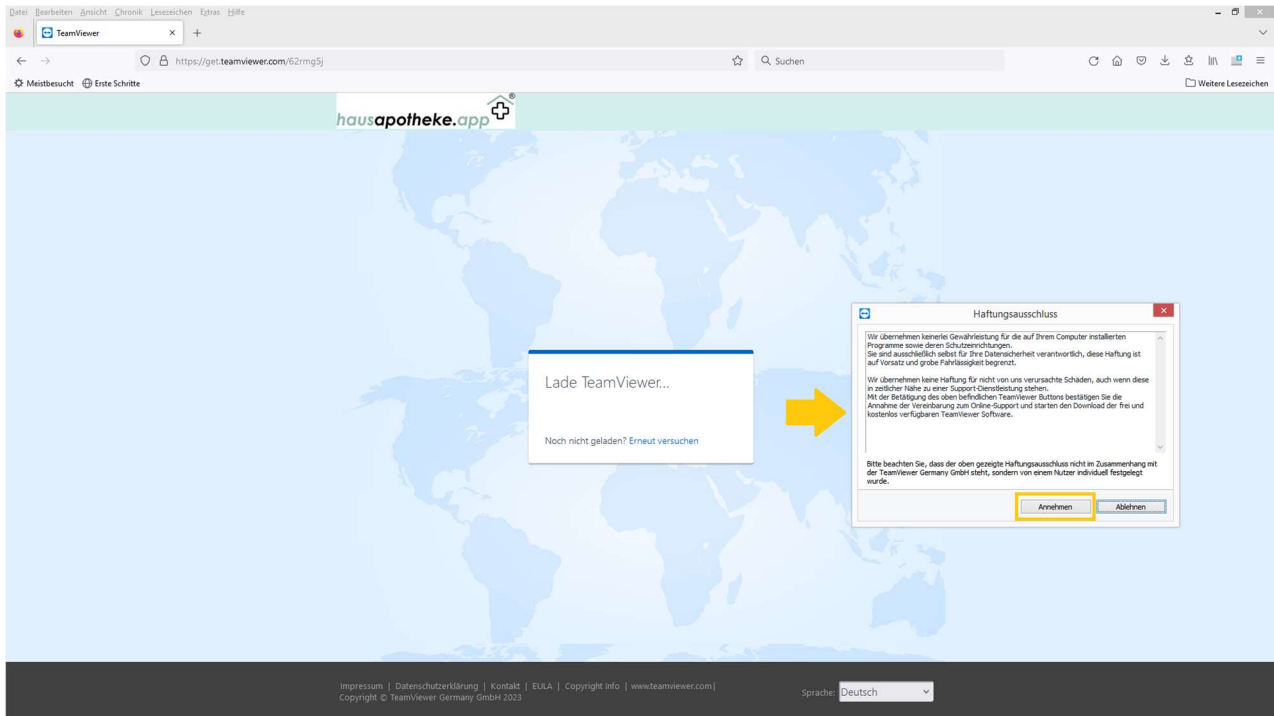 Datei Bearbeiten Ansicht Chronik Lesezeichen Extras Hilfe
TeamViewer
https://get.teamviewer.com/62rmg5j
Suchen
Meistbesucht Erste Schritte
Weitere Lesezeichen
hausapotheke.app ®
Haftungsausschluss
Wir übernehmen keinerlei Gewährleistung für die auf Ihrem Computer installierten
Programme sowie deren Schutzeinrichtungen.
Sie sind ausschließlich selbst für Ihre Datensicherheit verantwortlich, diese Haftung ist
auf Vorsatz und grobe Fahrlässigkeit begrenzt.
Wir übernehmen keine Haftung für nicht von uns verursachte Schäden, auch wenn diese
in zeitlicher Nähe zu einer Support-Dienstleistung stehen.
Mit der Betätigung des oben befindlichen TeamViewer Buttons bestätigen Sie die
Annahme der Vereinbarung zum Online-Support und starten den Download der frei und
kostenlos verfügbaren TeamViewer Software.
Lade TeamViewer...
Noch nicht geladen? Erneut versuchen
Bitte beachten Sie, dass der oben gezeigte Haftungsausschluss nicht im Zusammenhang mit
der TeamViewer Germany GmbH steht, sondern von einem Nutzer individuell festgelegt
wurde.
Annehmen Ablehnen
Impressum | Datenschutzerklärung | Kontakt | EULA | Copyright Info | www.teamviewer.com|
Copyright © TeamViewer Germany GmbH 2023
Sprache: Deutsch